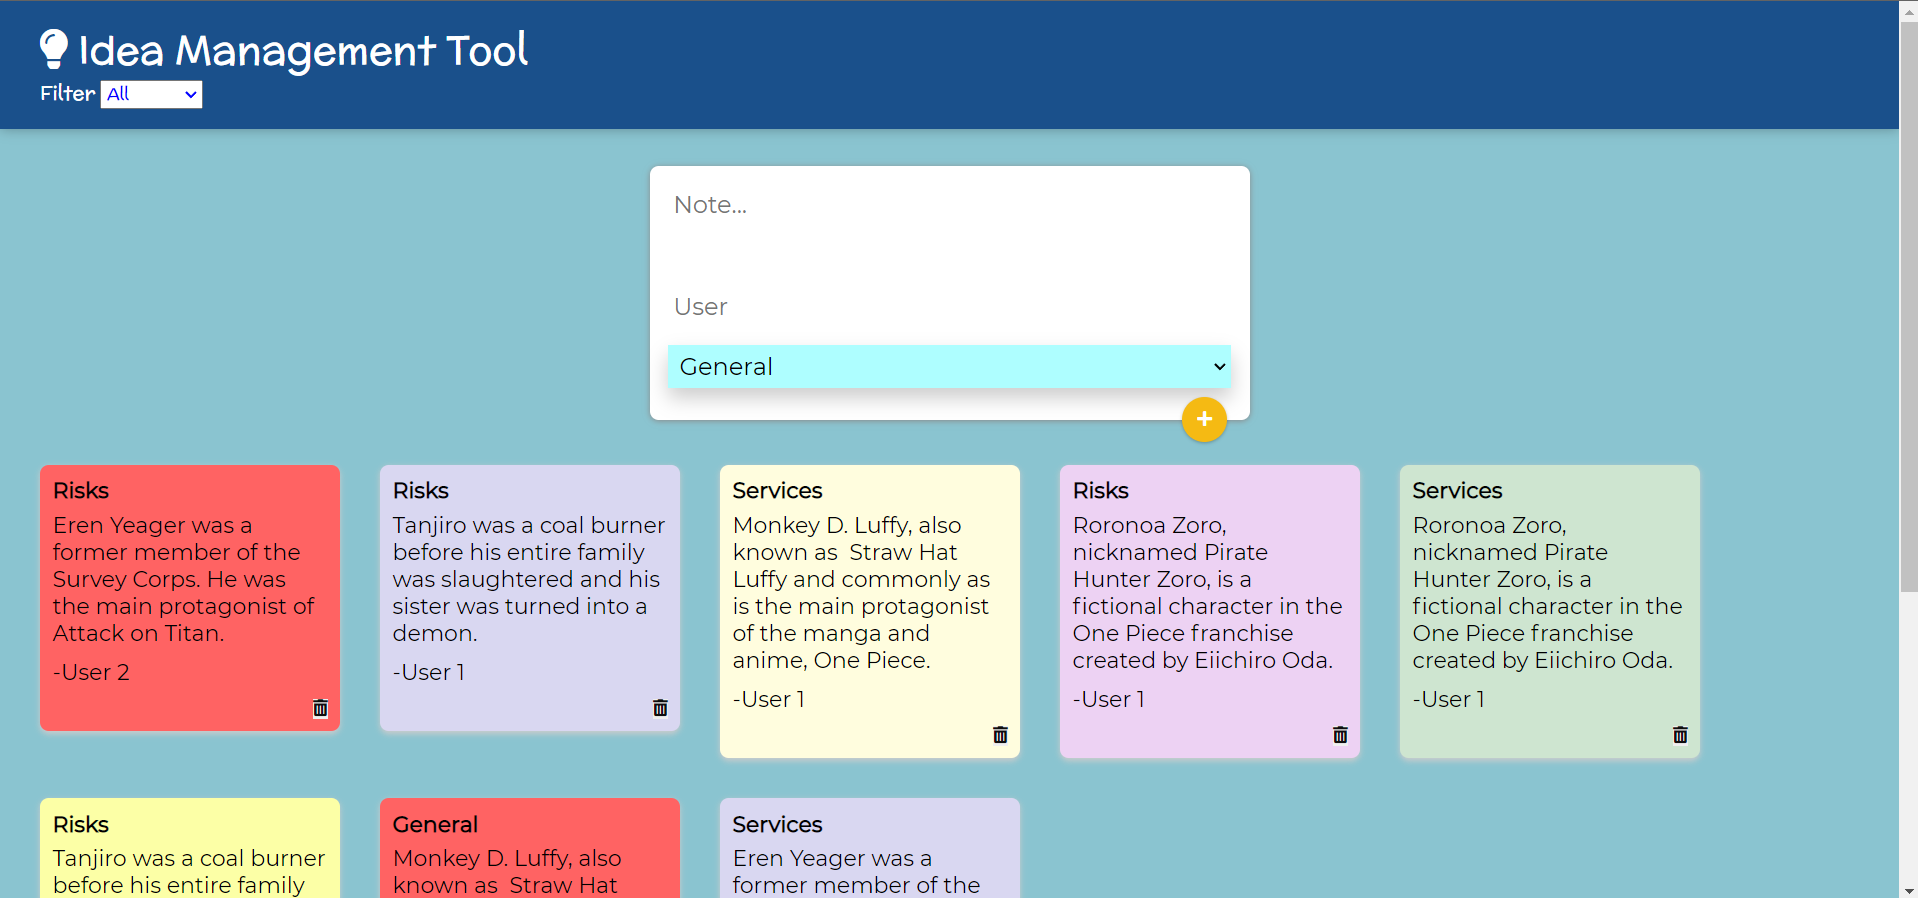 Idea Management Tool
Filter All
Note...
User
General
+
Risks
Eren Yeager was a
former member of the
Survey Corps. He was
the main protagonist of
Attack on Titan.
-User 2
Risks
Tanjiro was a coal burner
before his entire family
was slaughtered and his
sister was turned into a
demon.
-User 1
Services
Monkey D. Luffy, also
known as  Straw Hat
Luffy and commonly as
is the main protagonist
of the manga and
anime, One Piece.
-User 1
Risks
Roronoa Zoro,
nicknamed Pirate
Hunter Zoro, is a
fictional character in the
One Piece franchise
created by Eiichiro Oda.
-User 1
Services
Roronoa Zoro,
nicknamed Pirate
Hunter Zoro, is a
fictional character in the
One Piece franchise
created by Eiichiro Oda.
-User 1
Risks
Tanjiro was a coal burner
before his entire family
General
Monkey D. Luffy, also
known as  Straw Hat
Services
Eren Yeager was a
former member of the